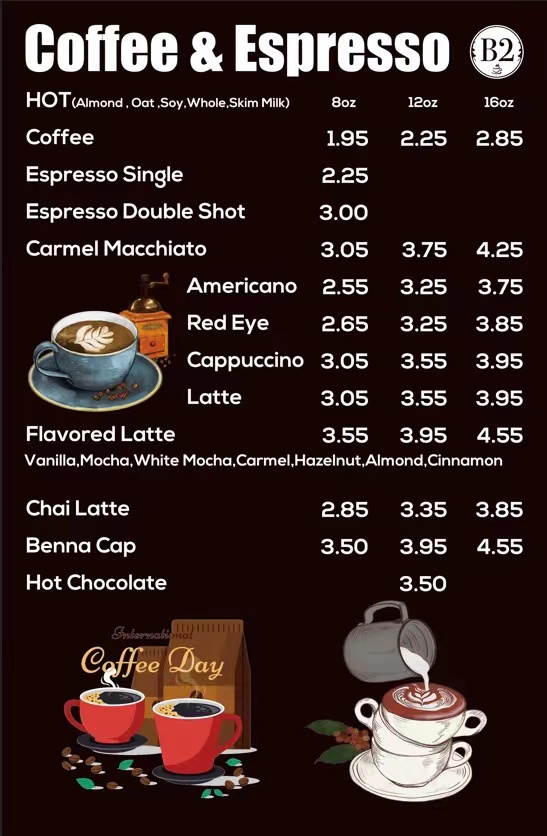 Coffee & Espresso B2
HOT(Almond , Oat ,Soy,Whole,Skim Milk) 8oz 12oz 16oz
Coffee 1.95 2.25 2.85
Espresso Single 2.25
Espresso Double Shot 3.00
Carmel Macchiato 3.05 3.75 4.25
Americano 2.55 3.25 3.75
Red Eye 2.65 3.25 3.85
Cappuccino 3.05 3.55 3.95
Latte 3.05 3.55 3.95
Flavored Latte 3.55 3.95 4.55
Vanilla,Mocha,White Mocha,Carmel,Hazelnut,Almond,Cinnamon
Chai Latte 2.85 3.35 3.85
Benna Cap 3.50 3.95 4.55
Hot Chocolate 3.50
International
Coffee Day